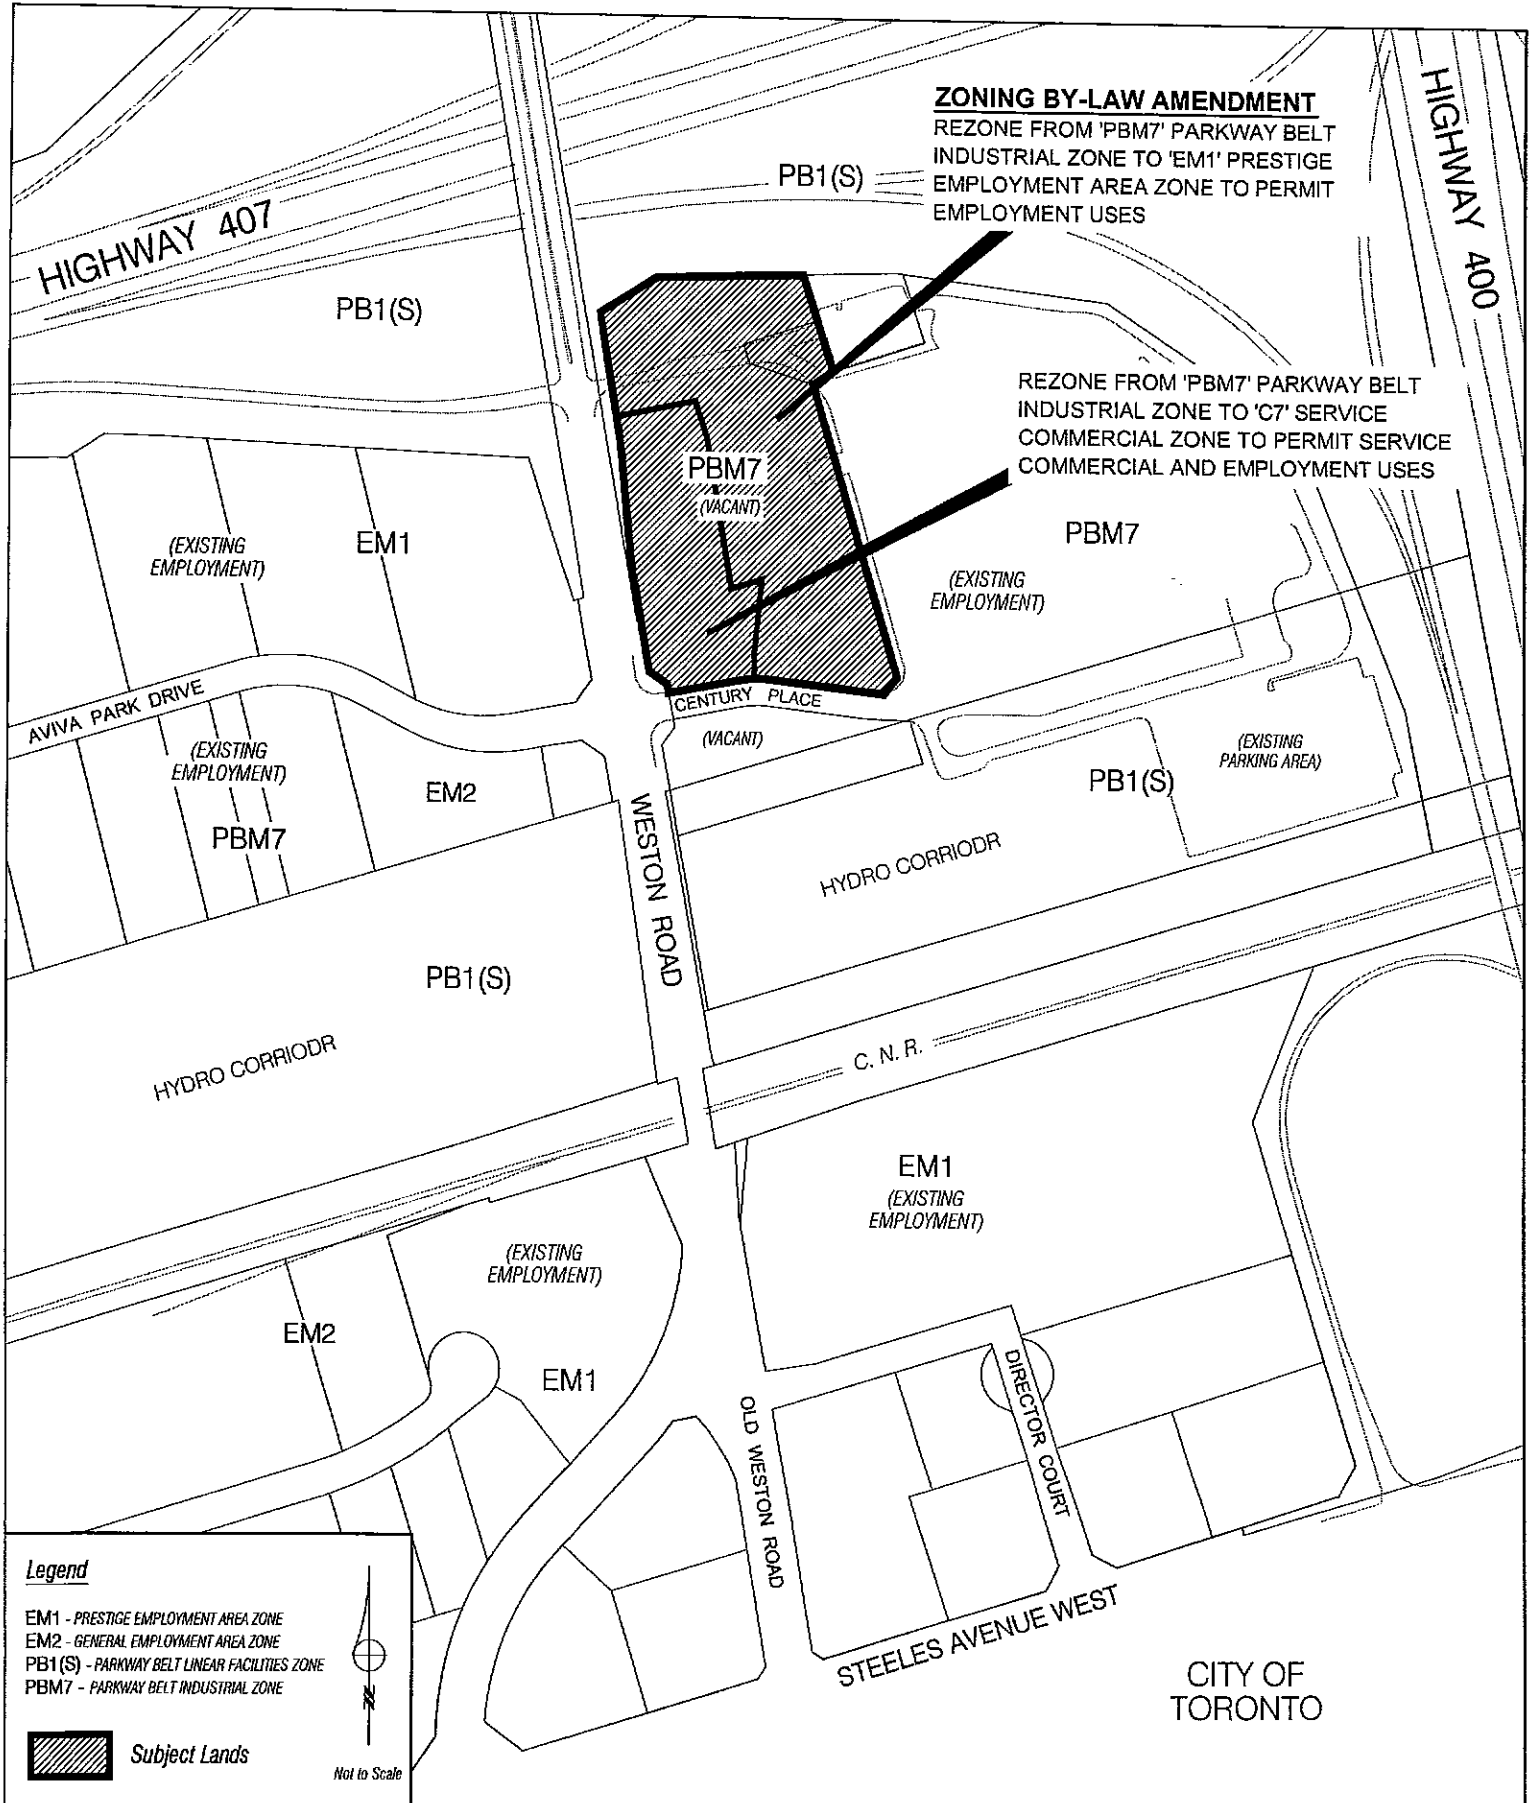 ZONING BY-LAW AMENDMENT
REZONE FROM 'PBM7' PARKWAY BELT
INDUSTRIAL ZONE TO 'EM1' PRESTIGE
EMPLOYMENT AREA ZONE TO PERMIT
EMPLOYMENT USES
HIGHWAY 400
PB1(S)
HIGHWAY 407
PB1(S)
REZONE FROM 'PBM7' PARKWAY BELT
INDUSTRIAL ZONE TO 'C7' SERVICE
COMMERCIAL ZONE TO PERMIT SERVICE
COMMERCIAL AND EMPLOYMENT USES
PBM7
(VACANT)
(EXISTING
EMPLOYMENT)
EM1
PBM7
(EXISTING
EMPLOYMENT)
AVIVA PARK DRIVE
CENTURY PLACE
(VACANT)
(EXISTING
EMPLOYMENT)
PBM7
EM2
(EXISTING
PARKING AREA)
PB1(S)
WESTON ROAD
HYDRO CORRIODR
PB1(S)
HYDRO CORRIODR
C. N. R.
EM1
(EXISTING
EMPLOYMENT)
(EXISTING
EMPLOYMENT)
EM2
EM1
OLD WESTON ROAD
DIRECTOR COURT
STEELES AVENUE WEST
CITY OF
TORONTO
Legend
EM1 - PRESTIGE EMPLOYMENT AREA ZONE
EM2 - GENERAL EMPLOYMENT AREA ZONE
PB1(S) - PARKWAY BELT LINEAR FACILITIES ZONE
PBM7 - PARKWAY BELT INDUSTRIAL ZONE
Subject Lands
N
Not to Scale